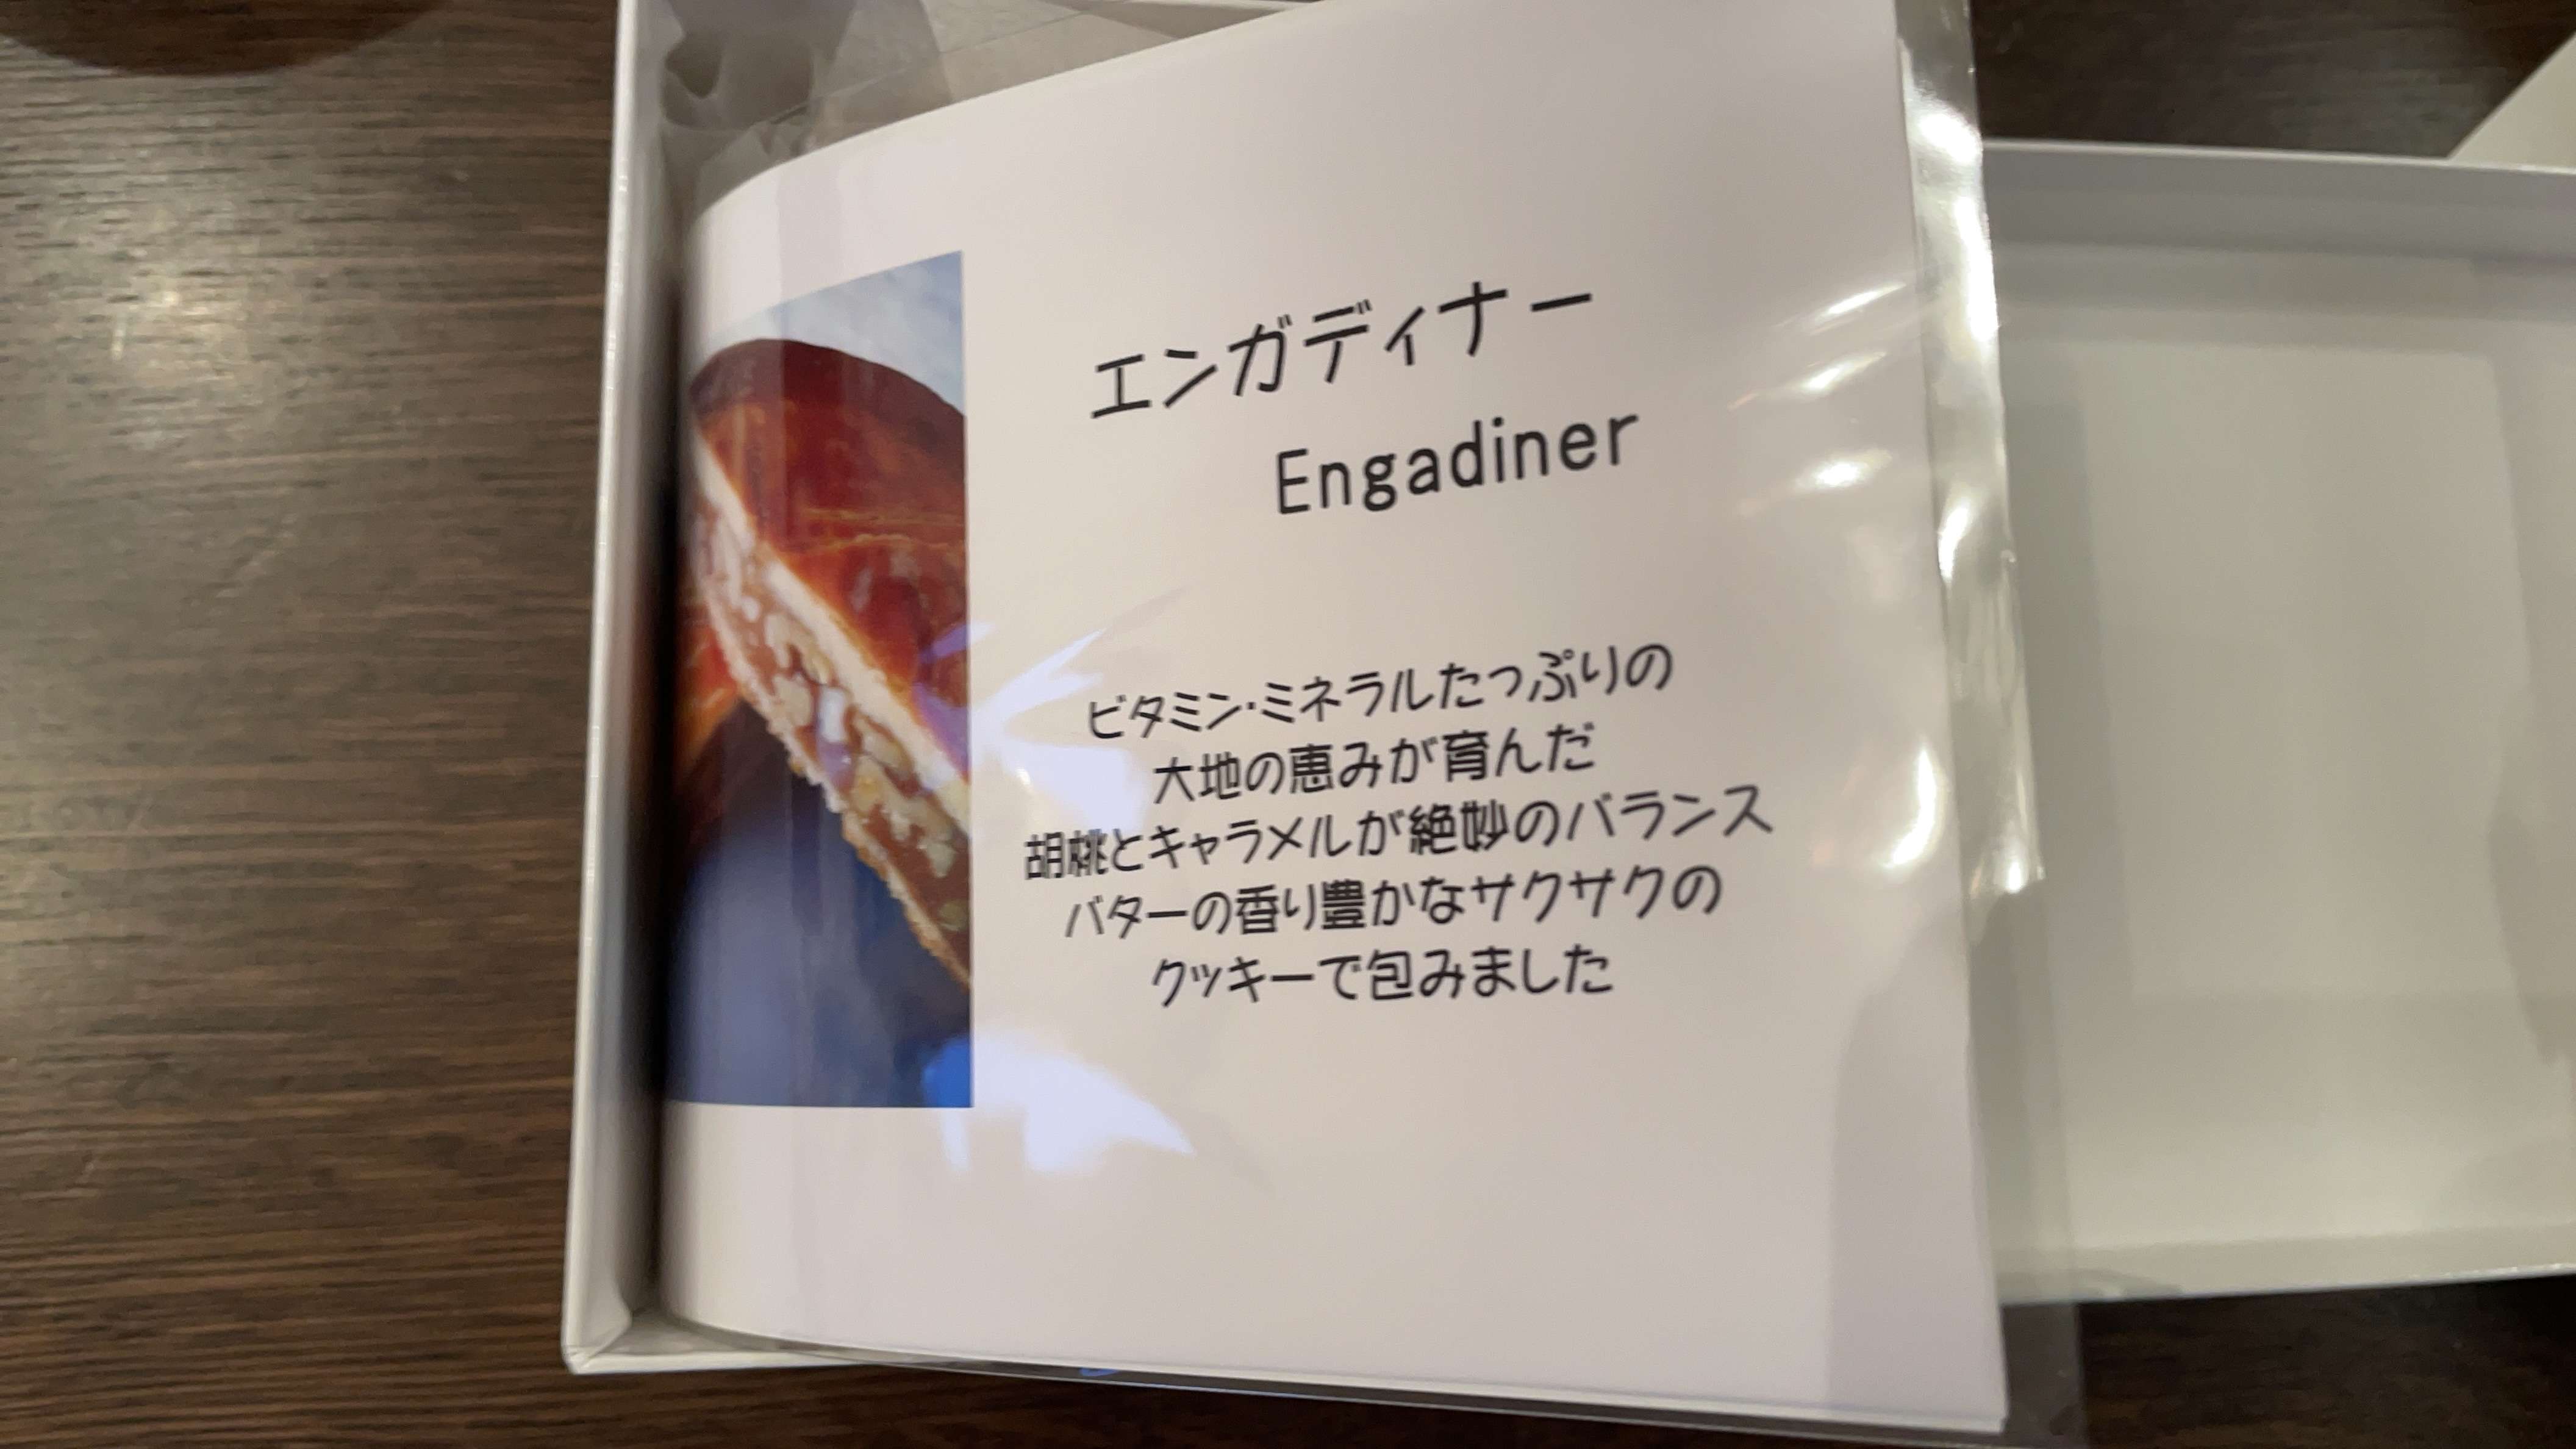 エンガディナー
Engadiner
ビタミン・ミネラルたっぷりの
大地の恵みが育んだ
胡桃とキャラメルが絶妙のバランス
バターの香り豊かなサクサクの
クッキーで包みました